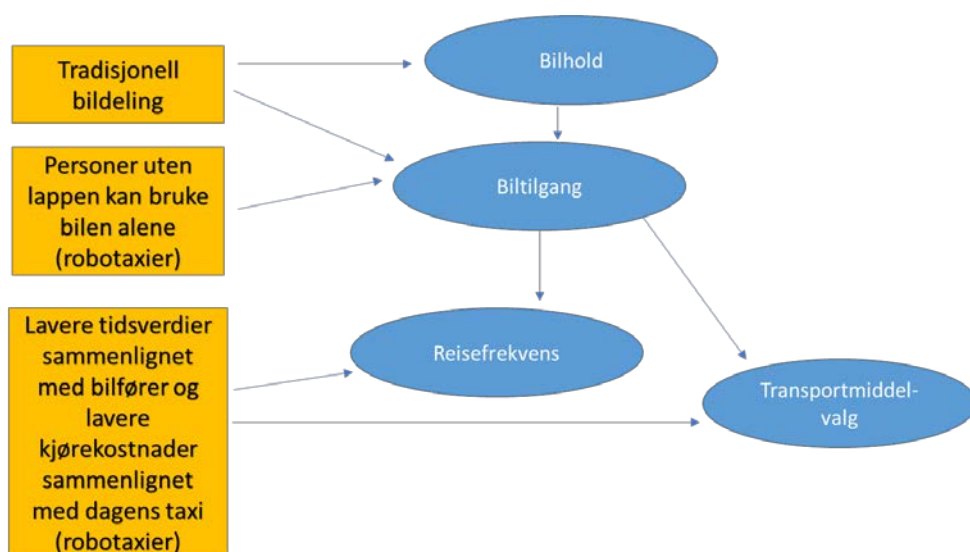 Tradisjonell
bildeling
Bilhold
Personer uten
lappen kan bruke
bilen alene
(robotaxier)
Biltilgang
Lavere tidsverdier
sammenlignet
med bilfører og
lavere
kjørekostnader
sammenlignet
med dagens taxi
(robotaxier)
Reisefrekvens
Transportmiddel-
valg